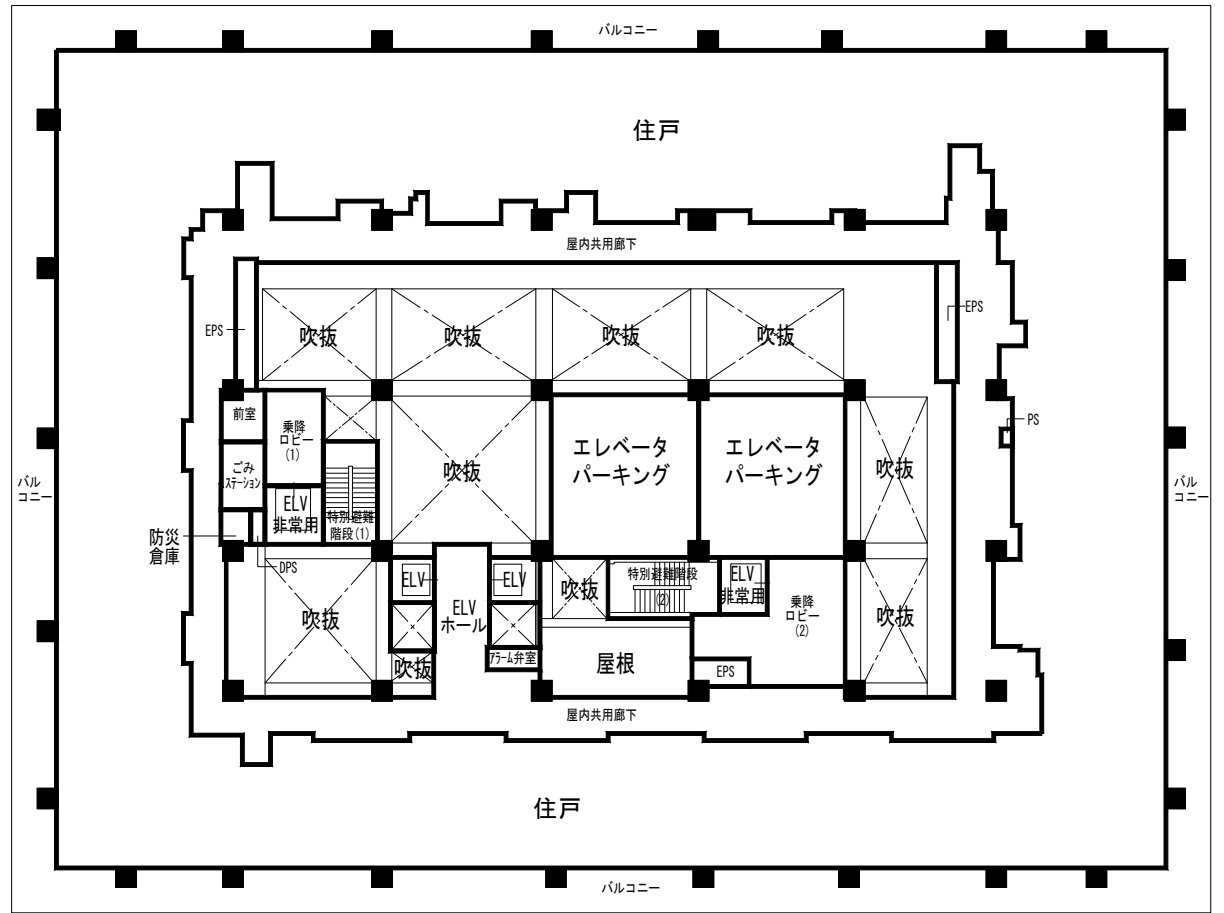 バルコニー
住戸
屋内共用廊下
EPS
EPS
吹抜
吹抜
吹抜
吹抜
前室
乗降
ロビー
(1)
エレベータ
パーキング
エレベータ
パーキング
PS
ごみ
ステーション
吹抜
吹抜
バル
コニー
バル
コニー
ELV
非常用
特別避難
階段(1)
防災
倉庫
DPS
ELV
ELV
吹抜
特別避難階段
(2)
ELV
非常用
乗降
ロビー
(2)
ELV
ホール
吹抜
吹抜
吹抜
アラーム弁室
屋根
EPS
屋内共用廊下
住戸
バルコニー